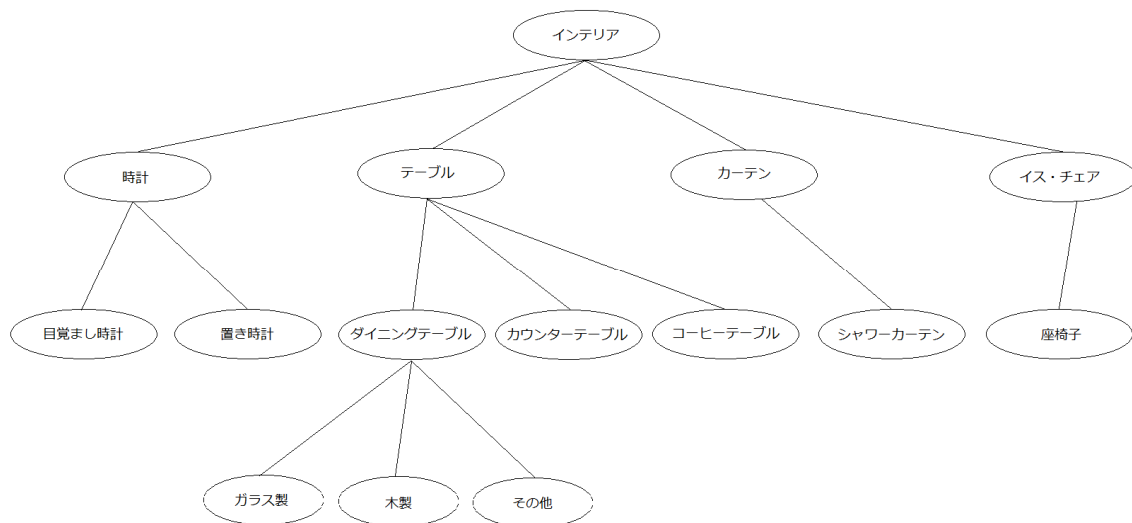 インテリア
時計
テーブル
カーテン
イス・チェア
目覚まし時計
置き時計
ダイニングテーブル
カウンターテーブル
コーヒーテーブル
シャワーカーテン
座椅子
ガラス製
木製
その他